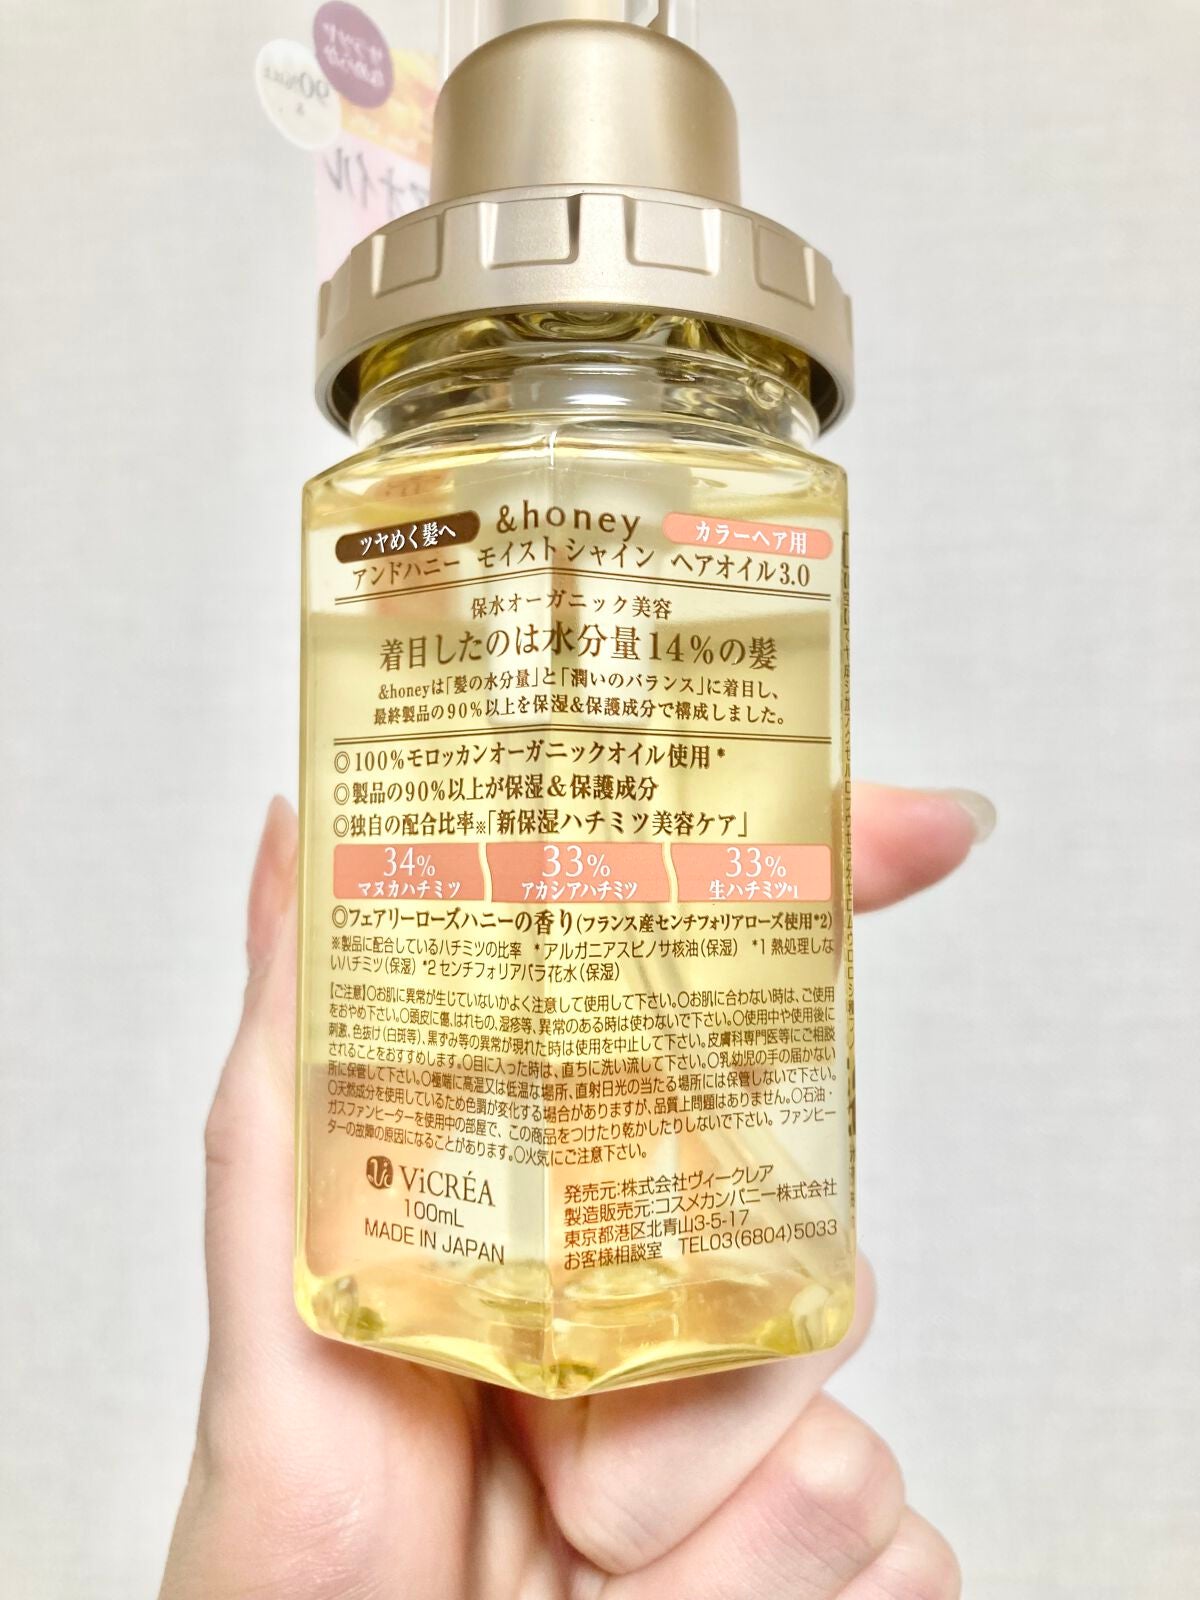 オイル
ツヤめく髪へ &honey カラーヘア用
アンドハニー モイストシャイン ヘアオイル3.0
保水オーガニック美容
着目したのは水分量14%の髪
&honeyは「髪の水分量」と「潤いのバランス」に着目し、
最終製品の90%以上を保湿&保護成分で構成しました。
◎100%モロッカンオーガニックオイル使用*
◎製品の90%以上が保湿&保護成分
◎独自の配合比率※「新保湿ハチミツ美容ケア」
34% 33% 33%
マヌカハチミツ アカシアハチミツ 生ハチミツ*1
◎フェアリーローズハニーの香り(フランス産センチフォリアローズ使用*2)
※製品に配合しているハチミツの比率 *アルガニアスピノサ核油(保湿) *1 熱処理しな
いハチミツ(保湿) *2 センチフォリアバラ花水(保湿)
【ご注意】○お肌に異常が生じていないかよく注意して使用して下さい。○お肌に合わない時は、ご使用
をおやめ下さい。○頭皮に傷、はれもの、湿疹等、異常のある時は使わないで下さい。○使用中や使用後に
刺激、色抜け(白斑等)、黒ずみ等の異常が現れた時は使用を中止して下さい。皮膚科専門医等にご相談
されることをおすすめします。○目に入った時は、直ちに洗い流して下さい。○乳幼児の手の届かない
所に保管して下さい。○極端に高温又は低温な場所、直射日光の当たる場所には保管しないで下さい。
○天然成分を使用しているため色調が変化する場合がありますが、品質上問題はありません。○石油・
ガスファンヒーターを使用中の部屋で、この商品をつけたり乾かしたりしないで下さい。ファンヒー
ターの故障の原因になることがあります。○火気にご注意下さい。
ViCRÉA
100mL
MADE IN JAPAN
発売元:株式会社ヴィークレア
製造販売元:コスメカンパニー株式会社
東京都港区北青山3-5-17
お客様相談室 TEL03(6804)5033